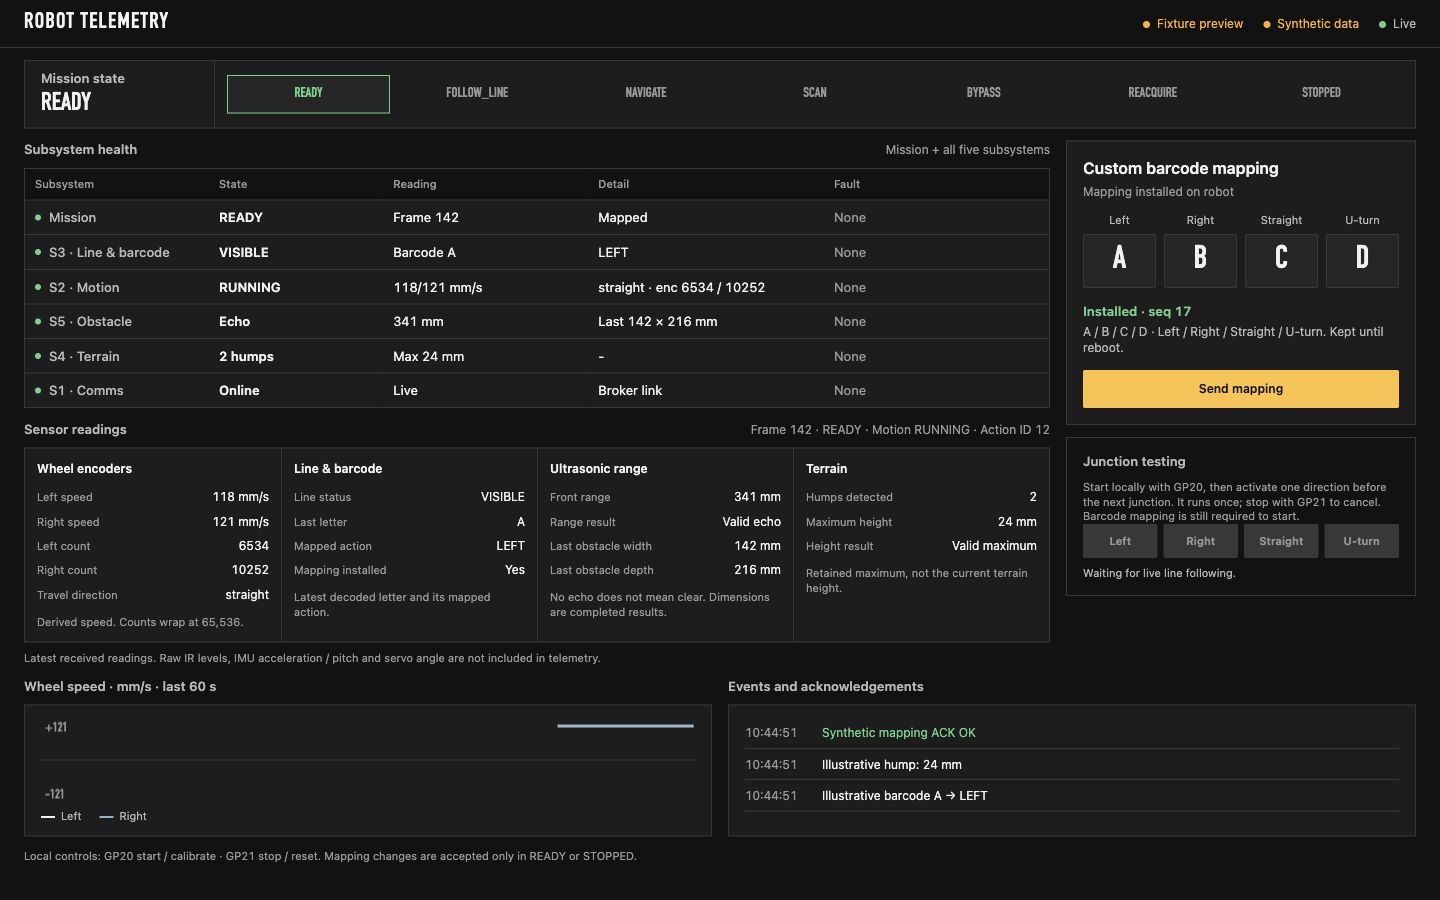 ROBOT TELEMETRY
Fixture preview Synthetic data Live
Mission state
READY
READY FOLLOW_LINE NAVIGATE SCAN BYPASS REACQUIRE STOPPED
Subsystem health Mission + all five subsystems
Subsystem State Reading Detail Fault
Mission READY Frame 142 Mapped None
S3 · Line & barcode VISIBLE Barcode A LEFT None
S2 · Motion RUNNING 118/121 mm/s straight · enc 6534 / 10252 None
S5 · Obstacle Echo 341 mm Last 142 × 216 mm None
S4 · Terrain 2 humps Max 24 mm - None
S1 · Comms Online Live Broker link None
Custom barcode mapping
Mapping installed on robot
Left Right Straight U-turn
A B C D
Installed · seq 17
A / B / C / D · Left / Right / Straight / U-turn. Kept until
reboot.
Send mapping
Sensor readings Frame 142 · READY · Motion RUNNING · Action ID 12
Wheel encoders
Left speed 118 mm/s
Right speed 121 mm/s
Left count 6534
Right count 10252
Travel direction straight
Derived speed. Counts wrap at 65,536.
Line & barcode
Line status VISIBLE
Last letter A
Mapped action LEFT
Mapping installed Yes
Latest decoded letter and its mapped
action.
Ultrasonic range
Front range 341 mm
Range result Valid echo
Last obstacle width 142 mm
Last obstacle depth 216 mm
No echo does not mean clear. Dimensions
are completed results.
Terrain
Humps detected 2
Maximum height 24 mm
Height result Valid maximum
Retained maximum, not the current terrain
height.
Junction testing
Start locally with GP20, then activate one direction before
the next junction. It runs once; stop with GP21 to cancel.
Barcode mapping is still required to start.
Left Right Straight U-turn
Waiting for live line following.
Latest received readings. Raw IR levels, IMU acceleration / pitch and servo angle are not included in telemetry.
Wheel speed · mm/s · last 60 s
+121
-121
Left Right
Events and acknowledgements
10:44:51 Synthetic mapping ACK OK
10:44:51 Illustrative hump: 24 mm
10:44:51 Illustrative barcode A → LEFT
Local controls: GP20 start / calibrate · GP21 stop / reset. Mapping changes are accepted only in READY or STOPPED.